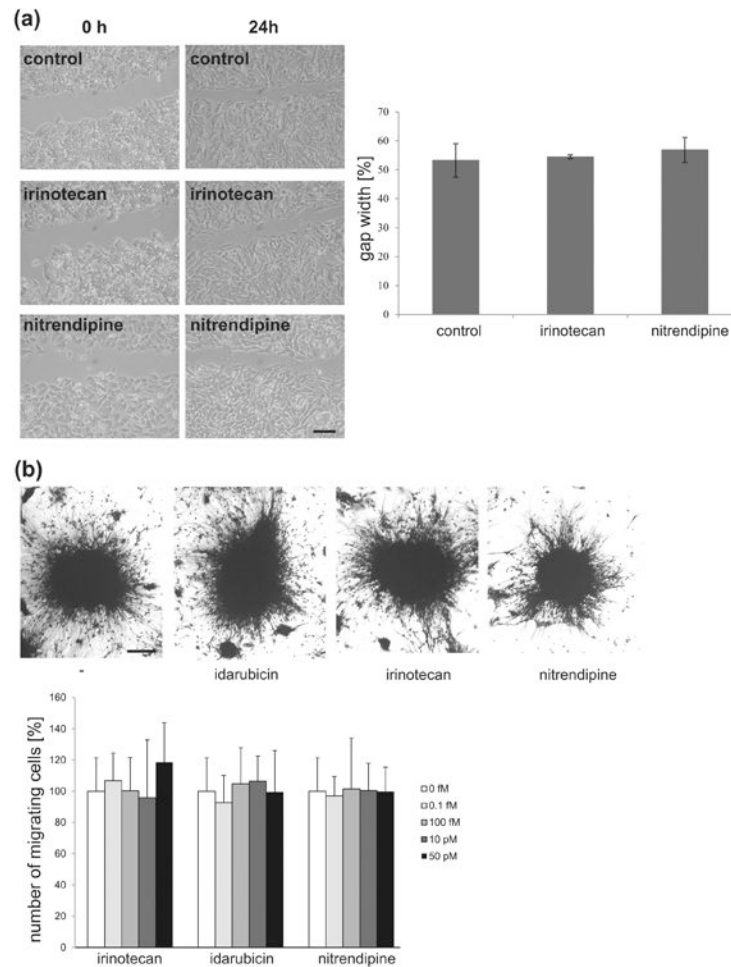 (a)
0 h
24h
control
control
irinotecan
irinotecan
nitrendipine
nitrendipine
gap width [%]
70
60
50
40
30
20
10
0
control irinotecan nitrendipine
(b)
- idarubicin irinotecan nitrendipine
number of migrating cells [%]
160
140
120
100
80
60
40
20
0
irinotecan idarubicin nitrendipine
0 fM
0.1 fM
100 fM
10 pM
50 pM